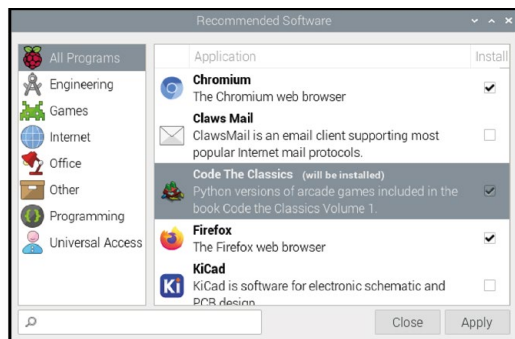 Recommended Software
All Programs
Engineering
Games
Internet
Office
Other
Programming
Universal Access
Application Install
Chromium
The Chromium web browser
Claws Mail
ClawsMail is an email client supporting most
popular Internet mail protocols.
Code The Classics (will be installed)
Python versions of arcade games included in the
book Code the Classics Volume 1.
Firefox
The Firefox web browser
Ki
KiCad
KiCad is software for electronic schematic and
PCB design
Close Apply